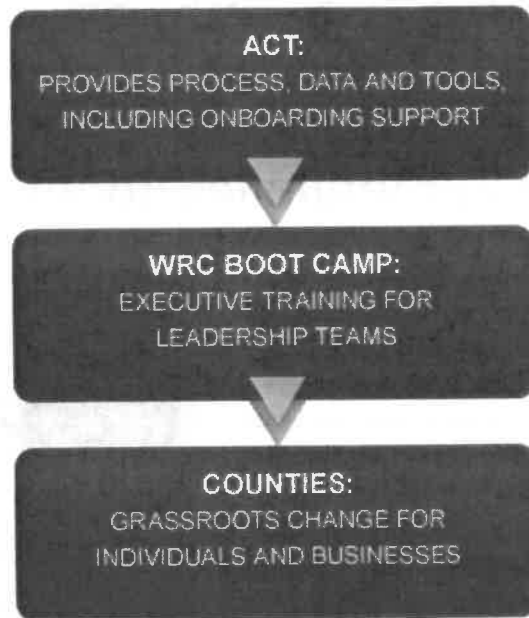 ACT:
PROVIDES PROCESS, DATA AND TOOLS,
INCLUDING ONBOARDING SUPPORT
WRC BOOT CAMP:
EXECUTIVE TRAINING FOR
LEADERSHIP TEAMS
COUNTIES:
GRASSROOTS CHANGE FOR
INDIVIDUALS AND BUSINESSES